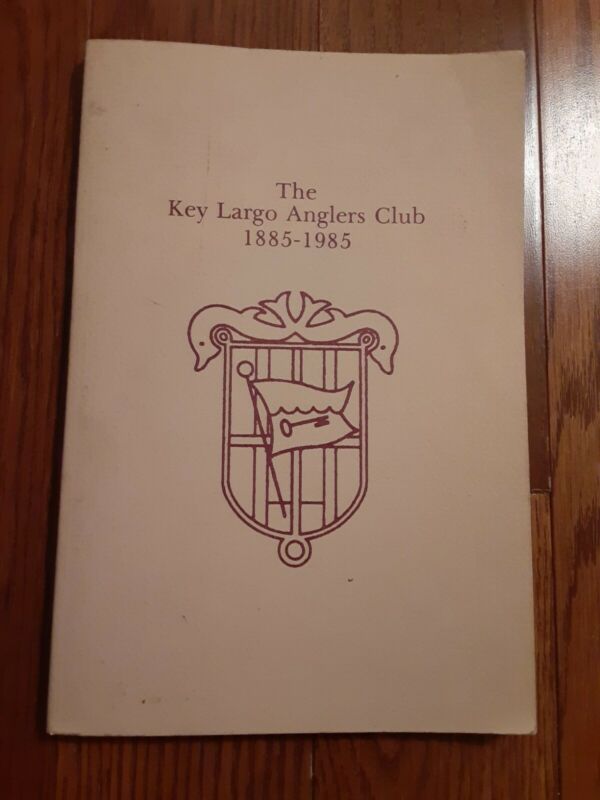 The
Key Largo Anglers Club
1885-1985